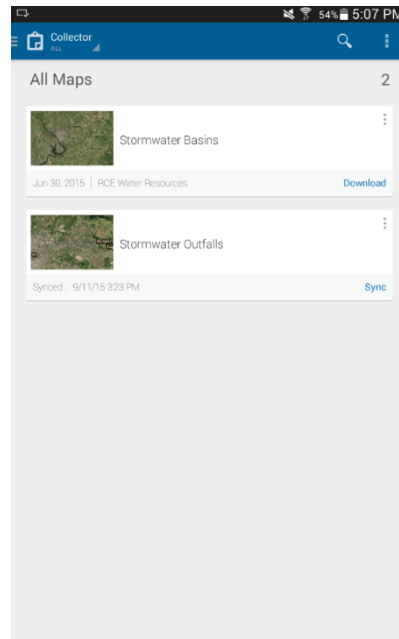 54% 5:07 PM
Collector
ALL
All Maps 2
Stormwater Basins
Jun 30, 2015 RCE Water Resources Download
Stormwater Outfalls
Synced : 9/11/15 3:23 PM Sync